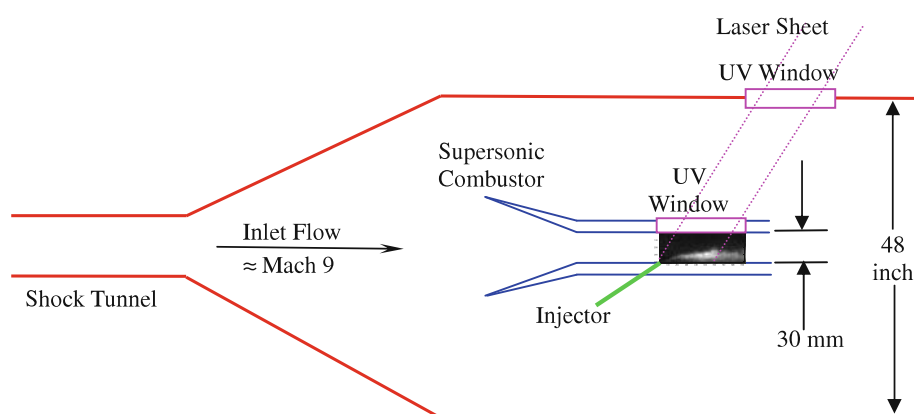 Laser Sheet
UV Window
Supersonic
Combustor
UV
Window
Inlet Flow
≈ Mach 9
48
inch
Shock Tunnel
Injector
30 mm